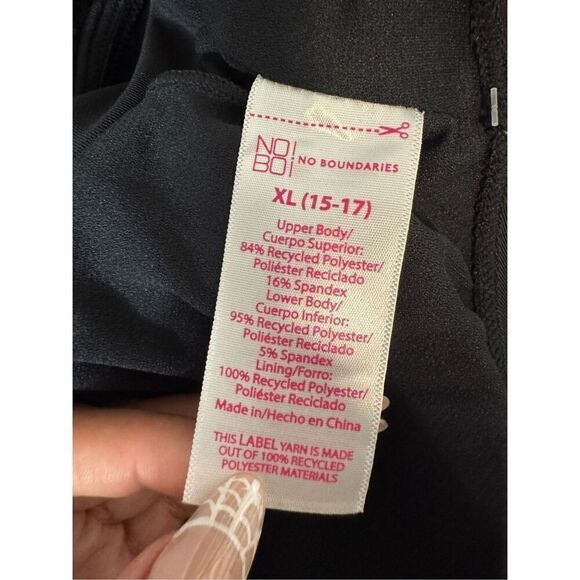 NO
BO NO BOUNDARIES
XL (15-17)
Upper Body/
Cuerpo Superior:
84% Recycled Polyester/
Poliéster Reciclado
16% Spandex
Lower Body/
Cuerpo Inferior:
95% Recycled Polyester/
Poliéster Reciclado
5% Spandex
Lining/Forro:
100% Recycled Polyester/
Poliéster Reciclado
Made in/Hecho en China
THIS LABEL YARN IS MADE
OUT OF 100% RECYCLED
POLYESTER MATERIALS